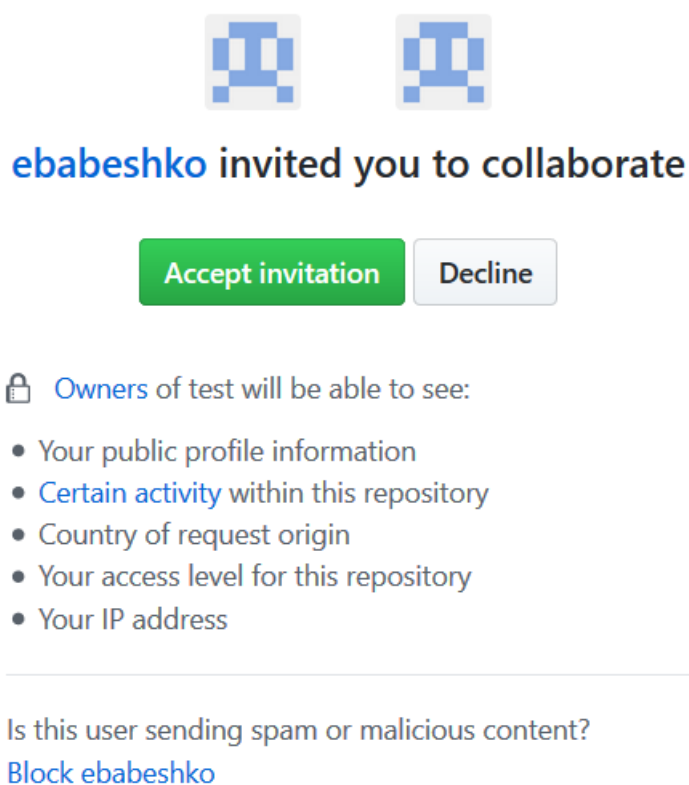 ebabeshko invited you to collaborate
Accept invitation Decline
Owners of test will be able to see:
Your public profile information
Certain activity within this repository
Country of request origin
Your access level for this repository
Your IP address
Is this user sending spam or malicious content?
Block ebabeshko